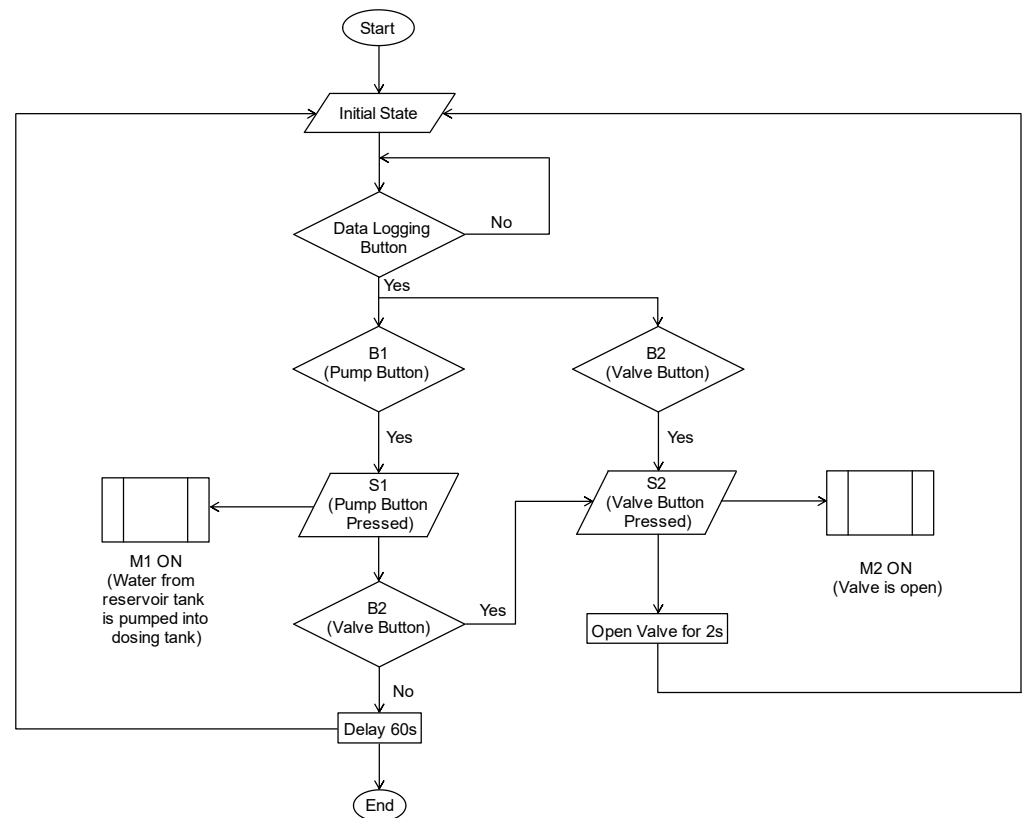 Start
Initial State
Data Logging
Button
No
Yes
B1
(Pump Button)
B2
(Valve Button)
Yes
Yes
S1
(Pump Button
Pressed)
S2
(Valve Button
Pressed)
M1 ON
(Water from
reservoir tank
is pumped into
dosing tank)
M2 ON
(Valve is open)
B2
(Valve Button)
Yes
Open Valve for 2s
No
Delay 60s
End